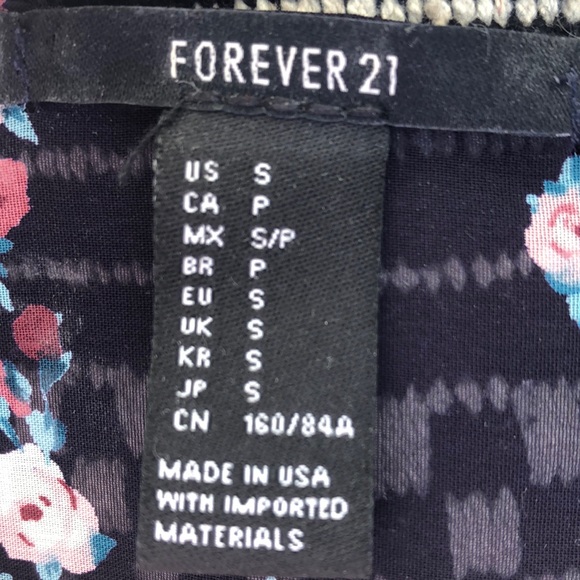 FOREVER 21
US S
CA P
MX S/P
BR P
EU S
UK S
KR S
JP S
CN 160/84A
MADE IN USA
WITH IMPORTED
MATERIALS